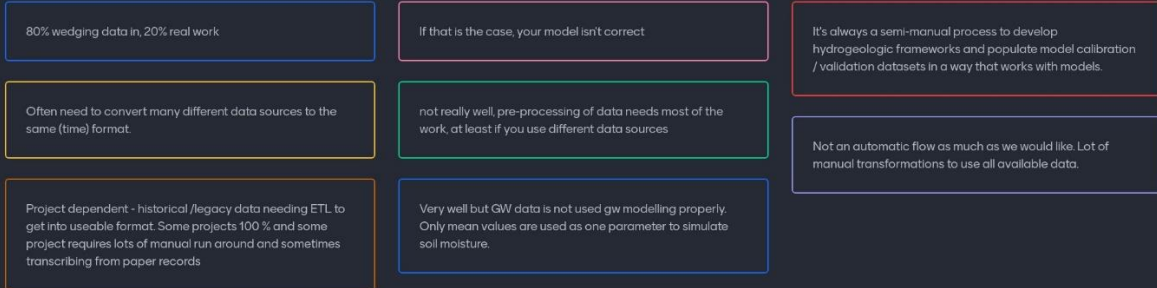 80% wedging data in, 20% real work
Often need to convert many different data sources to the
same (time) format.
Project dependent - historical /legacy data needing ETL to
get into useable format. Some projects 100 % and some
project requires lots of manual run around and sometimes
transcribing from paper records
If that is the case, your model isn't correct
not really well, pre-processing of data needs most of the
work, at least if you use different data sources
Very well but GW data is not used gw modelling properly.
Only mean values are used as one parameter to simulate
soil moisture.
It's always a semi-manual process to develop
hydrogeologic frameworks and populate model calibration
/ validation datasets in a way that works with models.
Not an automatic flow as much as we would like. Lot of
manual transformations to use all available data.